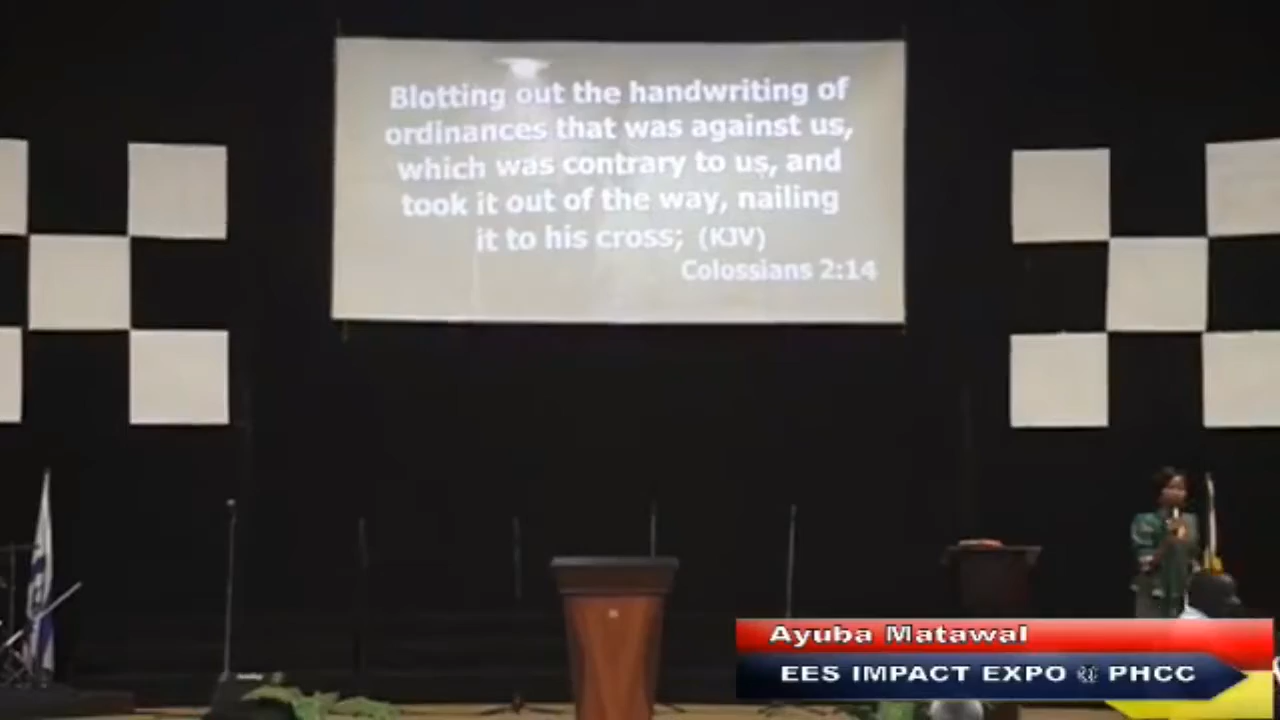 Blotting out the handwriting of
ordinances that was against us,
which was contrary to us, and
took it out of the way, nailing
it to his cross; (KJV)
Colossians 2:14
Ayuba Matawal
EES IMPACT EXPO @ PHCC